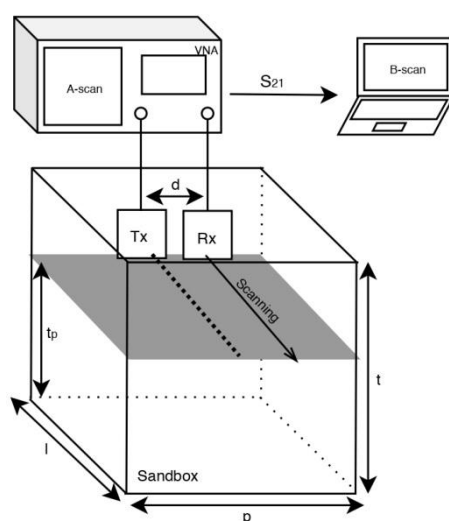 VNA
A-scan
B-scan
S21
d
Tx
Rx
Scanning
tp
t
l
Sandbox
p